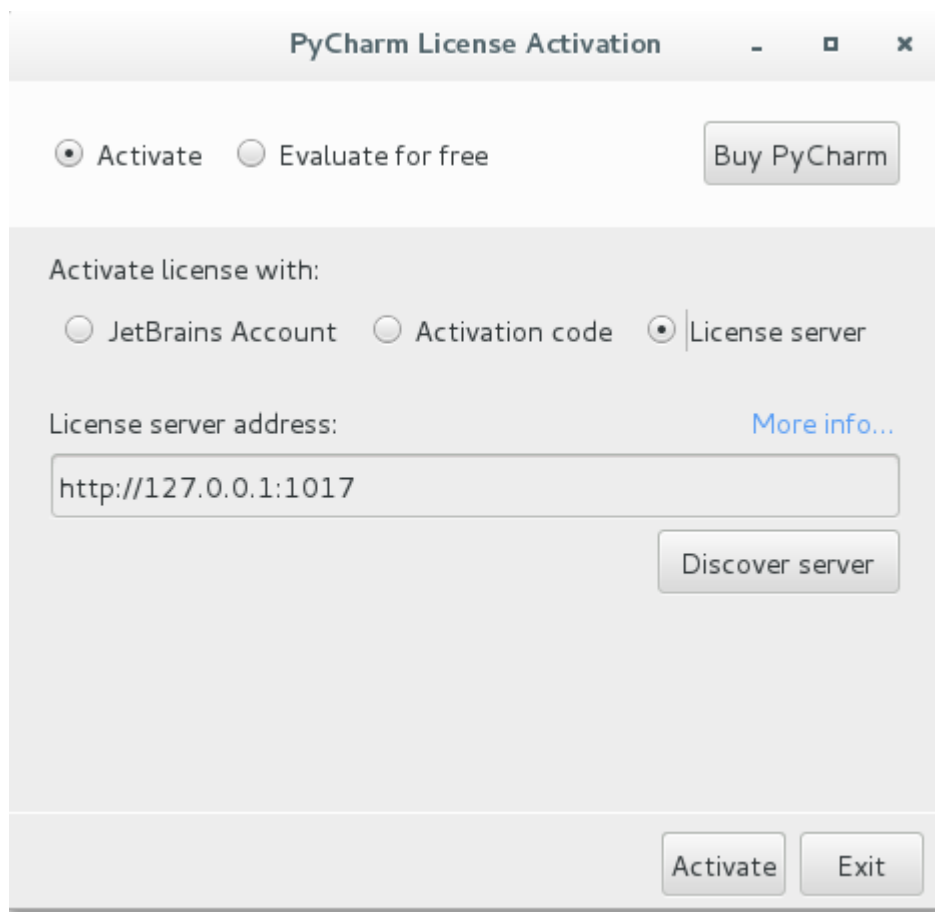 PyCharm License Activation
Activate Evaluate for free Buy PyCharm
Activate license with:
JetBrains Account Activation code License server
License server address: More info...
http://127.0.0.1:1017
Discover server
Activate Exit